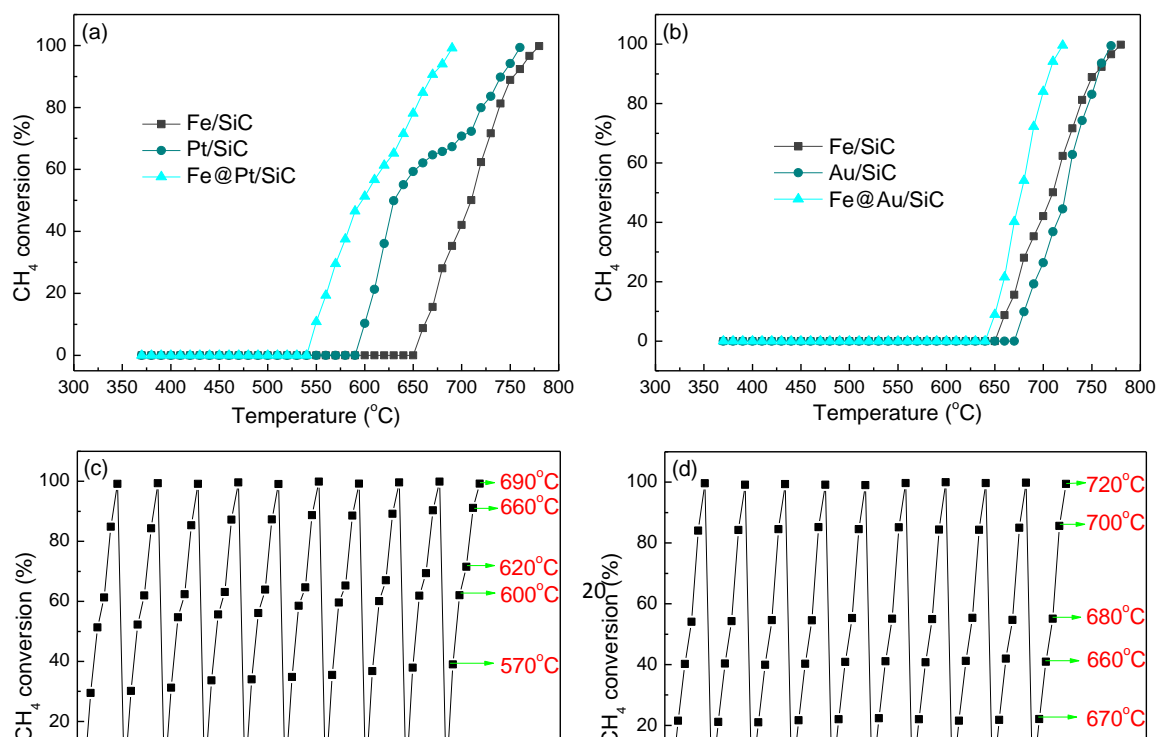 (a)
100
80
60
40
20
0
CH4 conversion (%)
Fe/SiC
Pt/SiC
Fe@Pt/SiC
300 350 400 450 500 550 600 650 700 750 800
Temperature (°C)
(b)
100
80
60
40
20
0
CH4 conversion (%)
Fe/SiC
Au/SiC
Fe@Au/SiC
300 350 400 450 500 550 600 650 700 750 800
Temperature (°C)
(c)
100
80
60
40
20
CH4 conversion (%)
690°C
660°C
620°C
600°C
570°C
20
(d)
100
80
60
40
20
CH4 conversion (%)
720°C
700°C
680°C
660°C
670°C